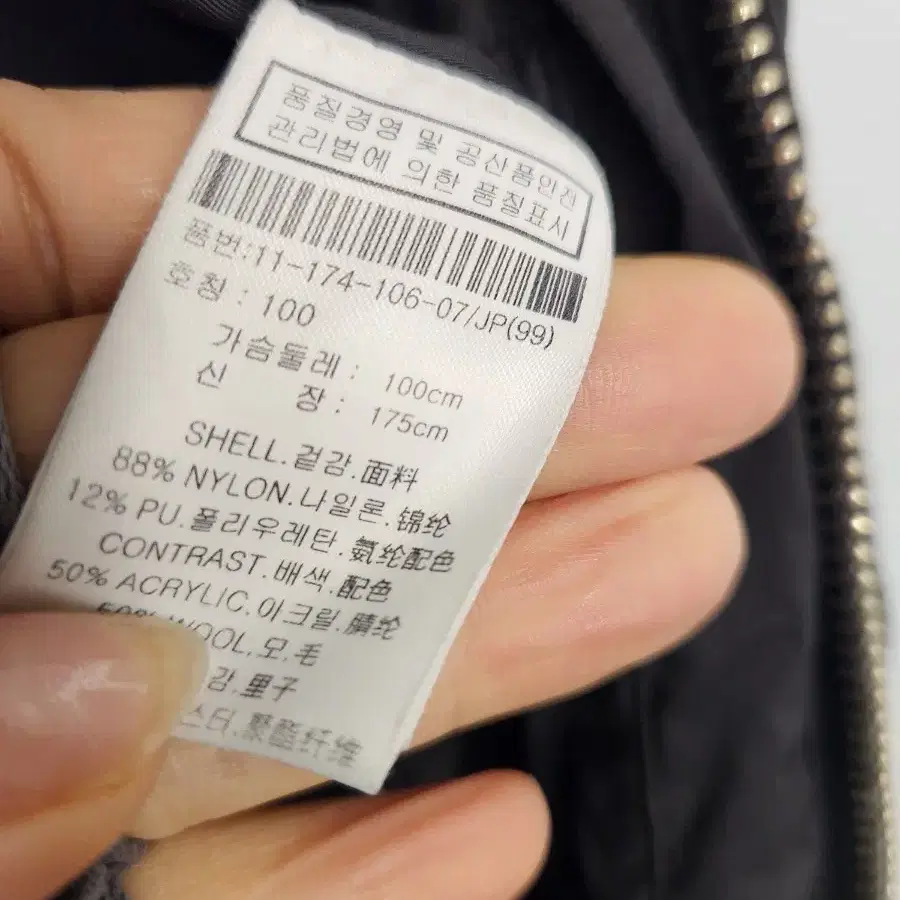 품질경영 및 공산품안전
관리법에 의한 품질표시
품번:11-174-106-07/JP(99)
호칭 : 100
가슴둘레 : 100cm
신 장 : 175cm
SHELL.겉감.面料
88% NYLON.나일론.锦纶
12% PU.폴리우레탄.氨纶配色
CONTRAST.배색.配色
50% ACRYLIC.아크릴.腈纶
50% WOOL.모.毛
감.里子
스터.聚酯纤维